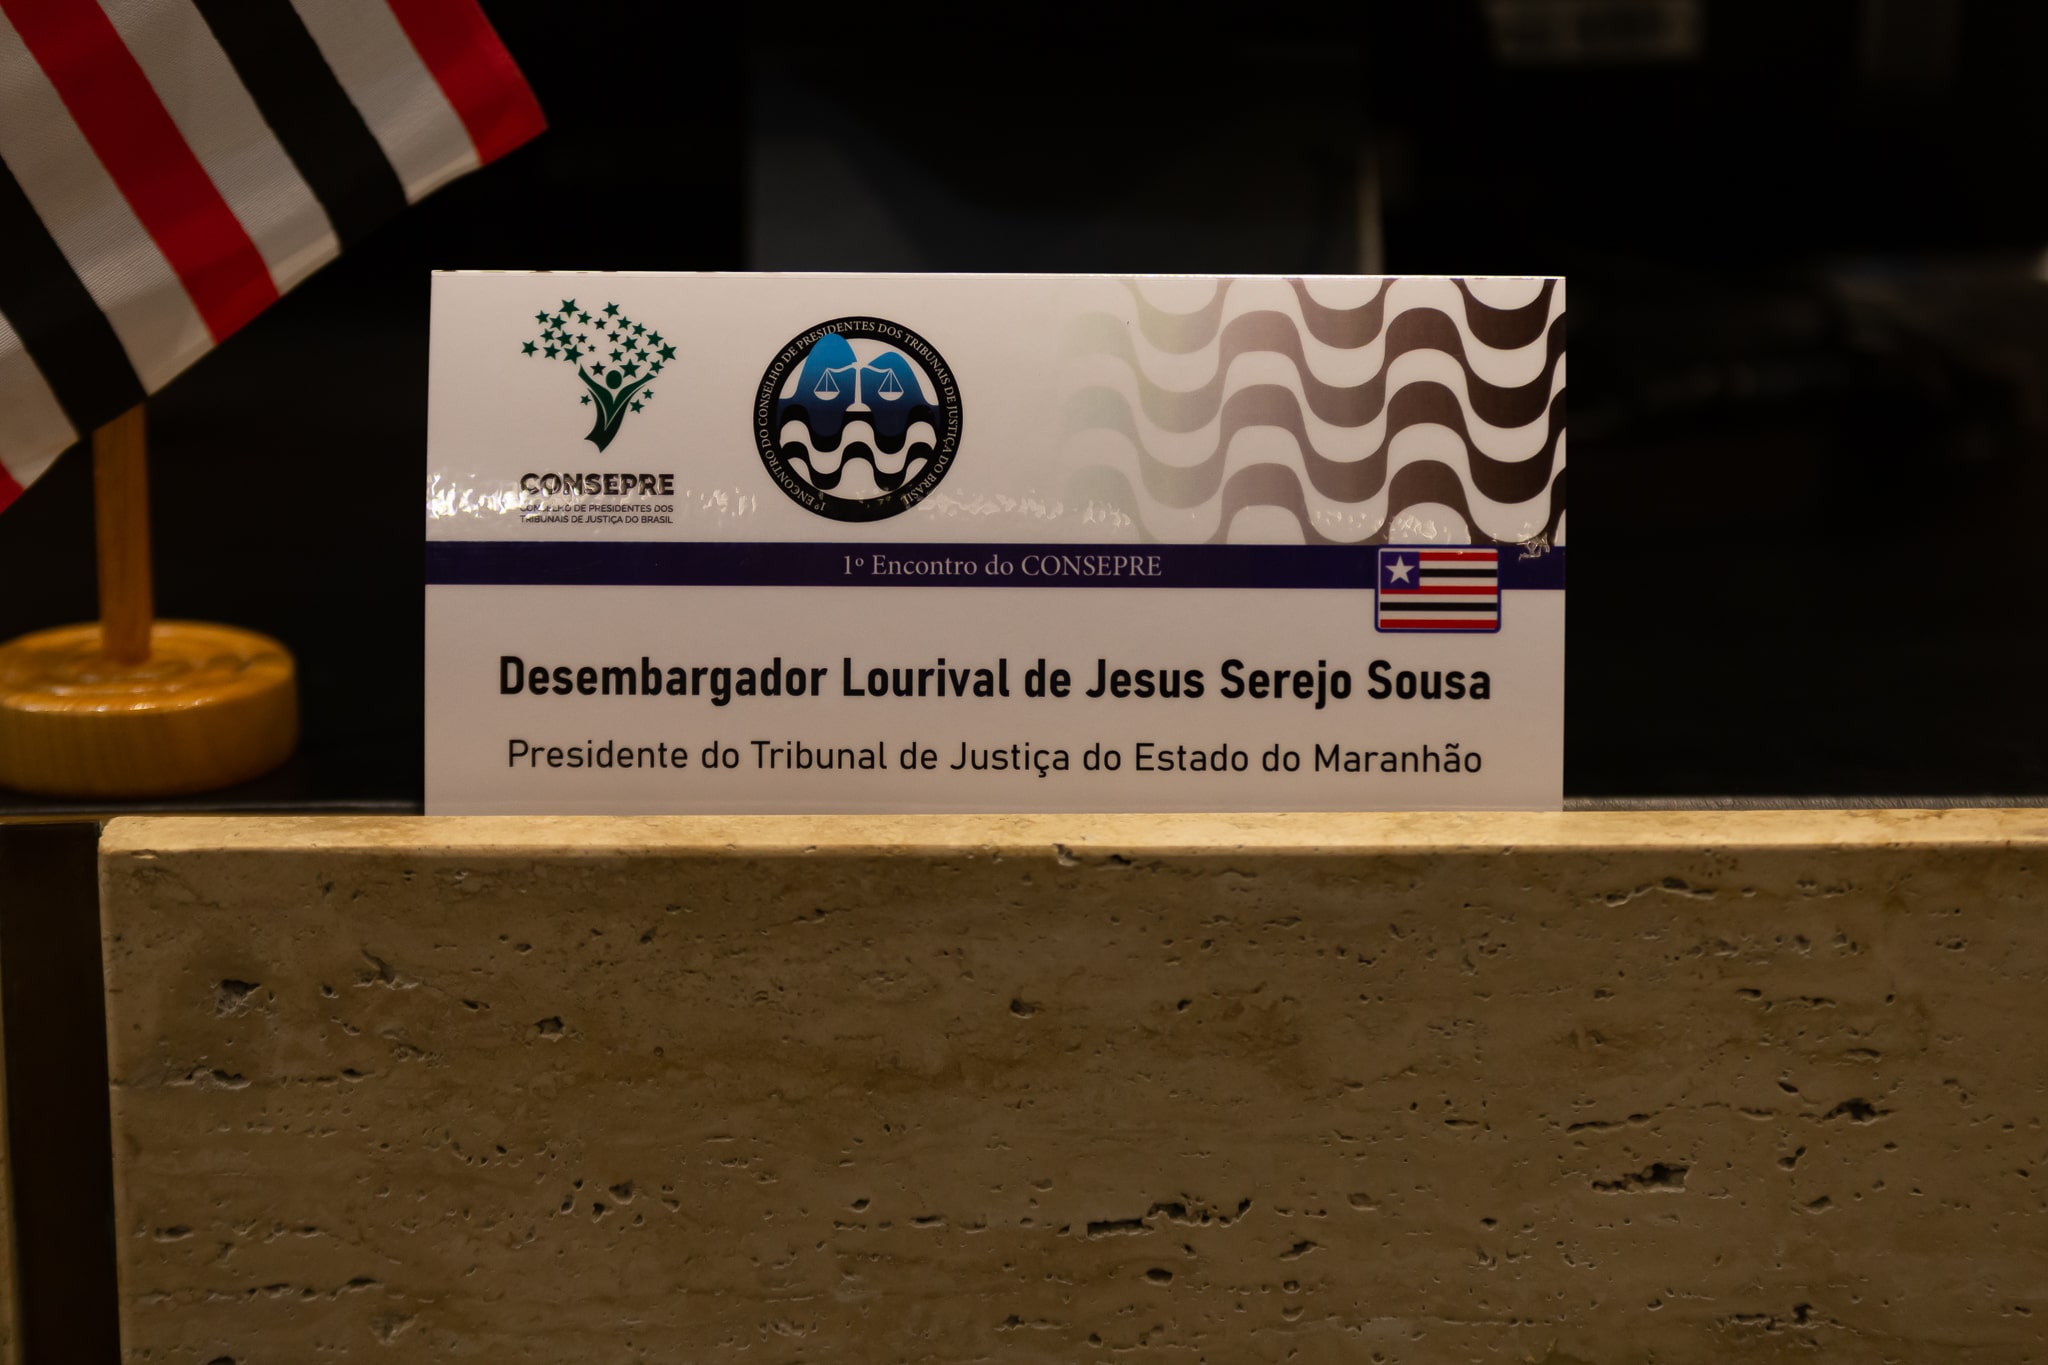 CONSEPRE
CONSELHO DE PRESIDENTES DOS
TRIBUNAIS DE JUSTIÇA DO BRASIL
1º ENCONTRO DO CONSELHO DE PRESIDENTES DOS TRIBUNAIS DE JUSTIÇA DO BRASIL
1º Encontro do CONSEPRE
Desembargador Lourival de Jesus Serejo Sousa
Presidente do Tribunal de Justiça do Estado do Maranhão